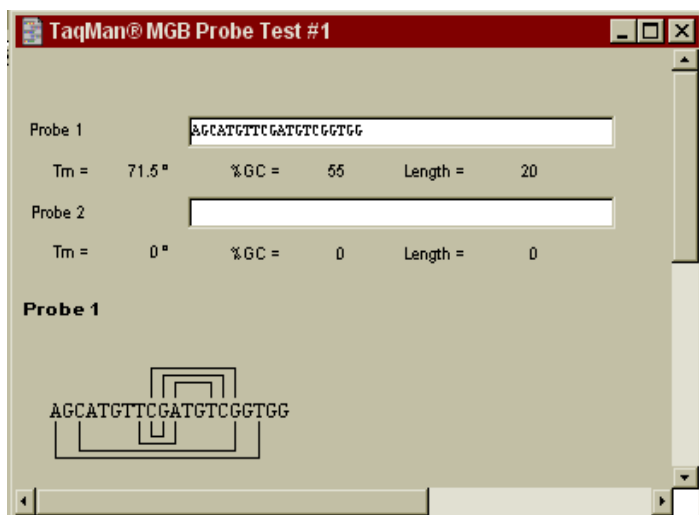 TaqMan® MGB Probe Test #1
Probe 1 AGCATGTTCGATGTCGGTGG
Tm = 71.5° %GC = 55 Length = 20
Probe 2
Tm = 0° %GC = 0 Length = 0
Probe 1
AGCATGTTCGATGTCGGTGG